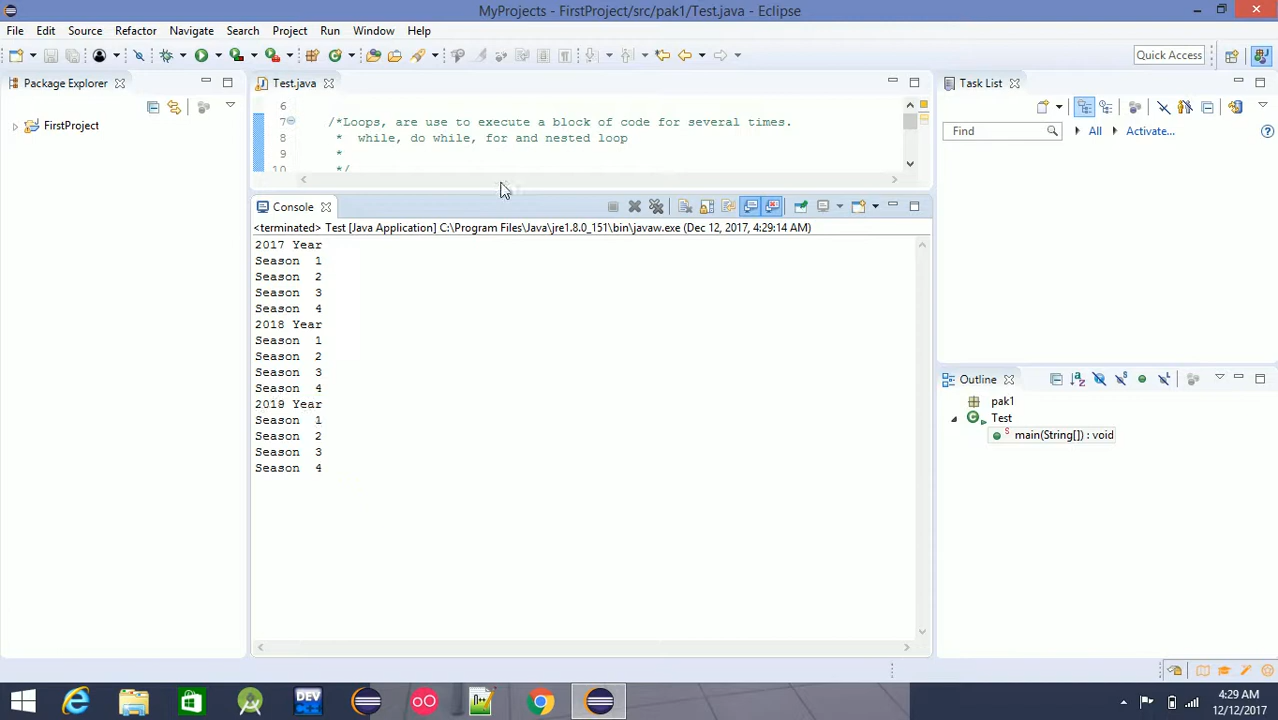 MyProjects - FirstProject/src/pak1/Test.java - Eclipse
File Edit Source Refactor Navigate Search Project Run Window Help
Quick Access
Package Explorer
FirstProject
Test.java
6
7 /*Loops, are use to execute a block of code for several times.
8 * while, do while, for and nested loop
9 *
10 */
Console
<terminated> Test [Java Application] C:\Program Files\Java\jre1.8.0_151\bin\javaw.exe (Dec 12, 2017, 4:29:14 AM)
2017 Year
Season 1
Season 2
Season 3
Season 4
2018 Year
Season 1
Season 2
Season 3
Season 4
2019 Year
Season 1
Season 2
Season 3
Season 4
Task List
Find All Activate...
Outline
pak1
Test
main(String[]) : void
DEV
4:29 AM
12/12/2017